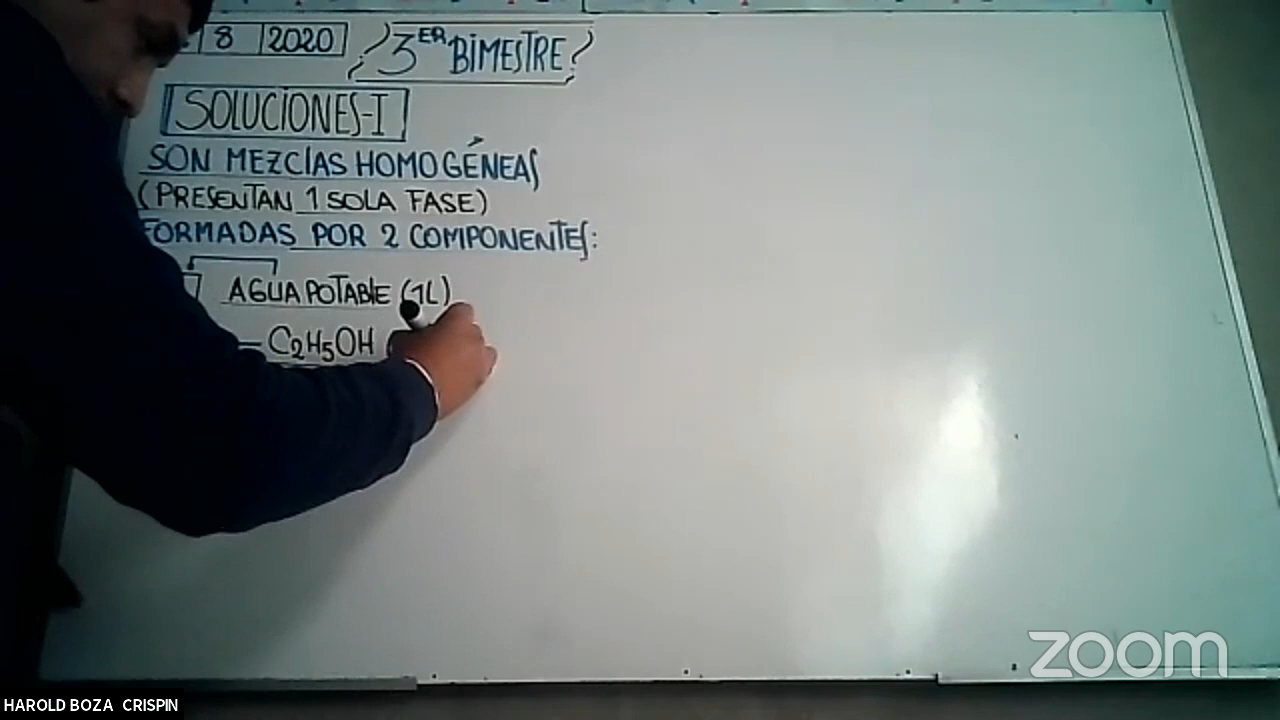 8 2020 ¿3ER BIMESTRE?
SOLUCIONES-I
SON MEZCLAS HOMOGÉNEAS
(PRESENTAN 1 SOLA FASE)
FORMADAS POR 2 COMPONENTES:
AGUA POTABLE (1L)
C2H5OH
zoom
HAROLD BOZA CRISPIN